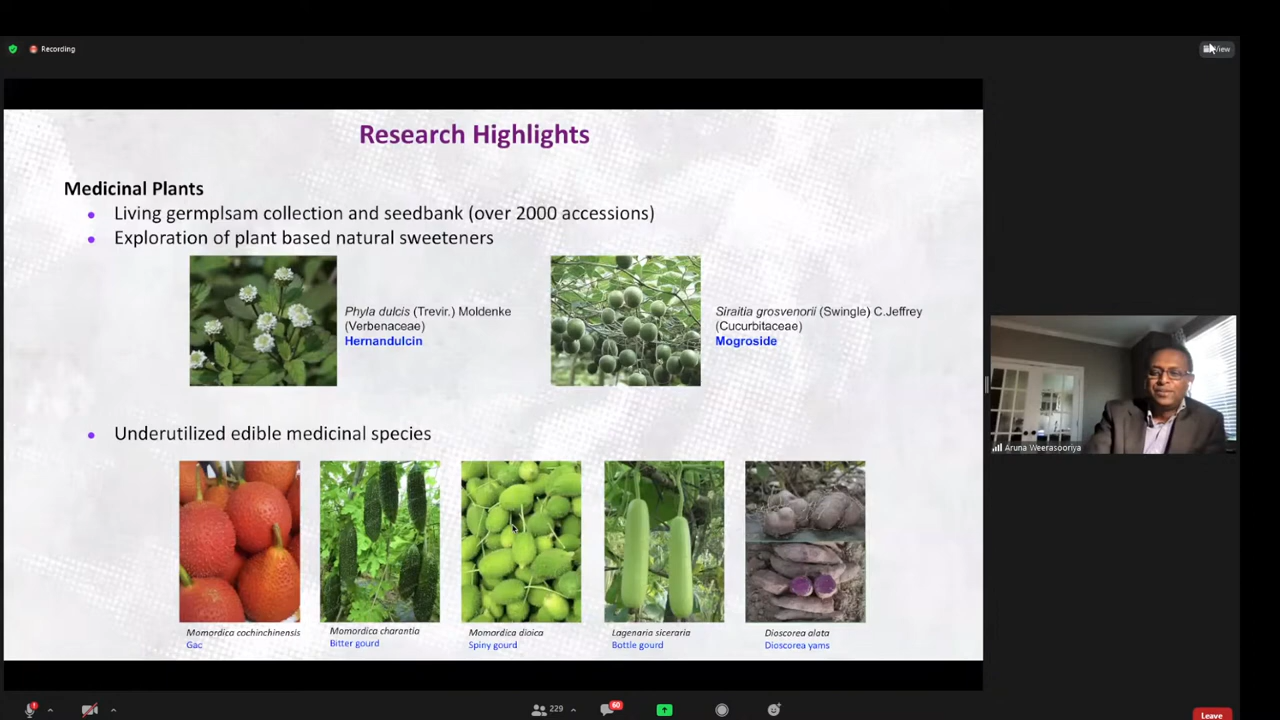 Recording
View
Research Highlights
Medicinal Plants
Living germplsam collection and seedbank (over 2000 accessions)
Exploration of plant based natural sweeteners
Phyla dulcis (Trevir.) Moldenke
(Verbenaceae)
Hernandulcin
Siraitia grosvenorii (Swingle) C.Jeffrey
(Cucurbitaceae)
Mogroside
Aruna Weerasooriya
Underutilized edible medicinal species
Momordica cochinchinensis
Gac
Momordica charantia
Bitter gourd
Momordica dioica
Spiny gourd
Lagenaria siceraria
Bottle gourd
Dioscorea alata
Dioscorea yams
229
60
Leave